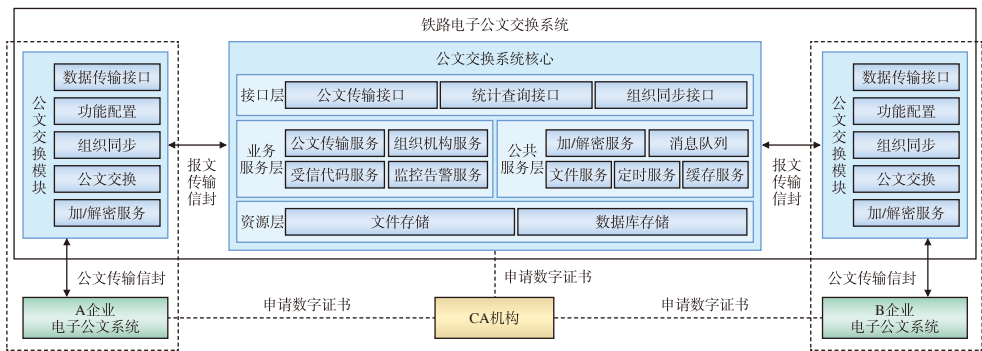 铁路电子公文交换系统
公文交换模块
数据传输接口
功能配置
组织同步
公文交换
加/解密服务
报文
传输
信封
公文交换系统核心
接口层
公文传输接口
统计查询接口
组织同步接口
业务
服务层
公文传输服务
组织机构服务
受信代码服务
监控告警服务
公共
服务层
加/解密服务
消息队列
文件服务
定时服务
缓存服务
资源层
文件存储
数据库存储
报文
传输
信封
公文交换模块
数据传输接口
功能配置
组织同步
公文交换
加/解密服务
公文传输信封
申请数字证书
公文传输信封
A企业
电子公文系统
申请数字证书
CA机构
申请数字证书
B企业
电子公文系统